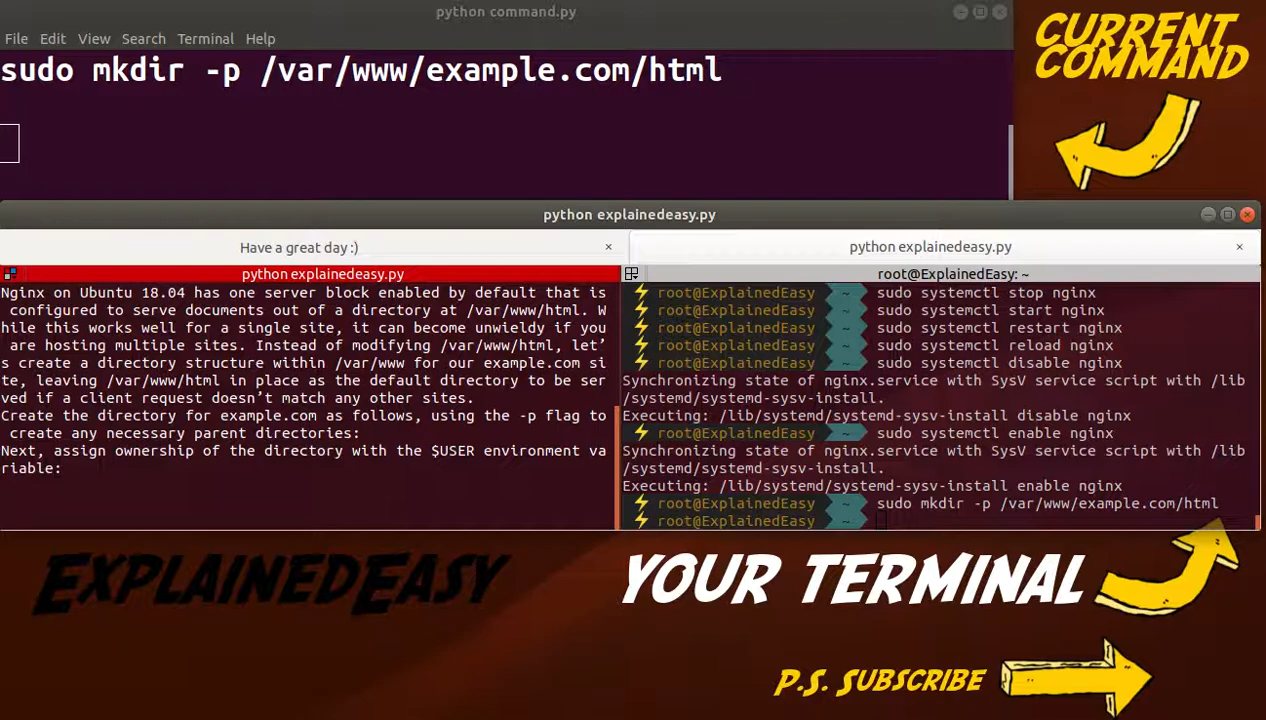 python command.py
File Edit View Search Terminal Help
sudo mkdir -p /var/www/example.com/html
CURRENT
COMMAND
python explainedeasy.py
Have a great day :)
python explainedeasy.py
python explainedeasy.py
root@ExplainedEasy: ~
Nginx on Ubuntu 18.04 has one server block enabled by default that is
configured to serve documents out of a directory at /var/www/html. W
hile this works well for a single site, it can become unwieldy if you
are hosting multiple sites. Instead of modifying /var/www/html, let’
s create a directory structure within /var/www for our example.com si
te, leaving /var/www/html in place as the default directory to be ser
ved if a client request doesn’t match any other sites.
Create the directory for example.com as follows, using the -p flag to
create any necessary parent directories:
Next, assign ownership of the directory with the $USER environment va
riable:
root@ExplainedEasy ~ sudo systemctl stop nginx
root@ExplainedEasy ~ sudo systemctl start nginx
root@ExplainedEasy ~ sudo systemctl restart nginx
root@ExplainedEasy ~ sudo systemctl reload nginx
root@ExplainedEasy ~ sudo systemctl disable nginx
Synchronizing state of nginx.service with SysV service script with /lib
/systemd/systemd-sysv-install.
Executing: /lib/systemd/systemd-sysv-install disable nginx
root@ExplainedEasy ~ sudo systemctl enable nginx
Synchronizing state of nginx.service with SysV service script with /lib
/systemd/systemd-sysv-install.
Executing: /lib/systemd/systemd-sysv-install enable nginx
root@ExplainedEasy ~ sudo mkdir -p /var/www/example.com/html
root@ExplainedEasy ~
EXPLAINEDEASY
YOUR TERMINAL
P.S. SUBSCRIBE